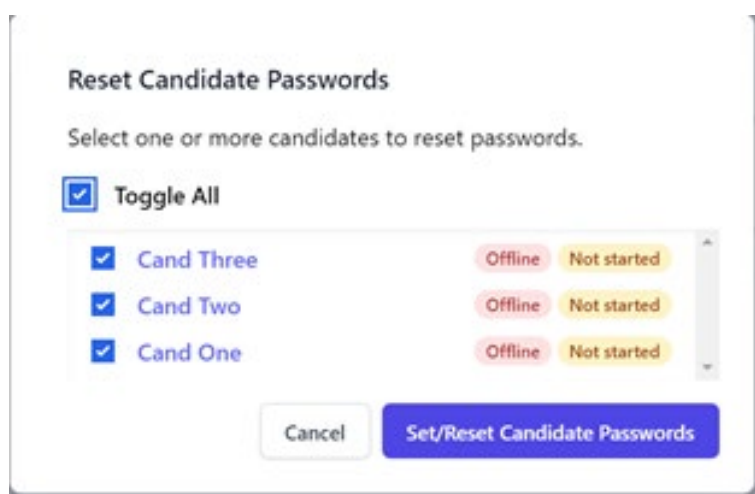 Reset Candidate Passwords
Select one or more candidates to reset passwords.
Toggle All
Cand Three Offline Not started
Cand Two Offline Not started
Cand One Offline Not started
Cancel Set/Reset Candidate Passwords